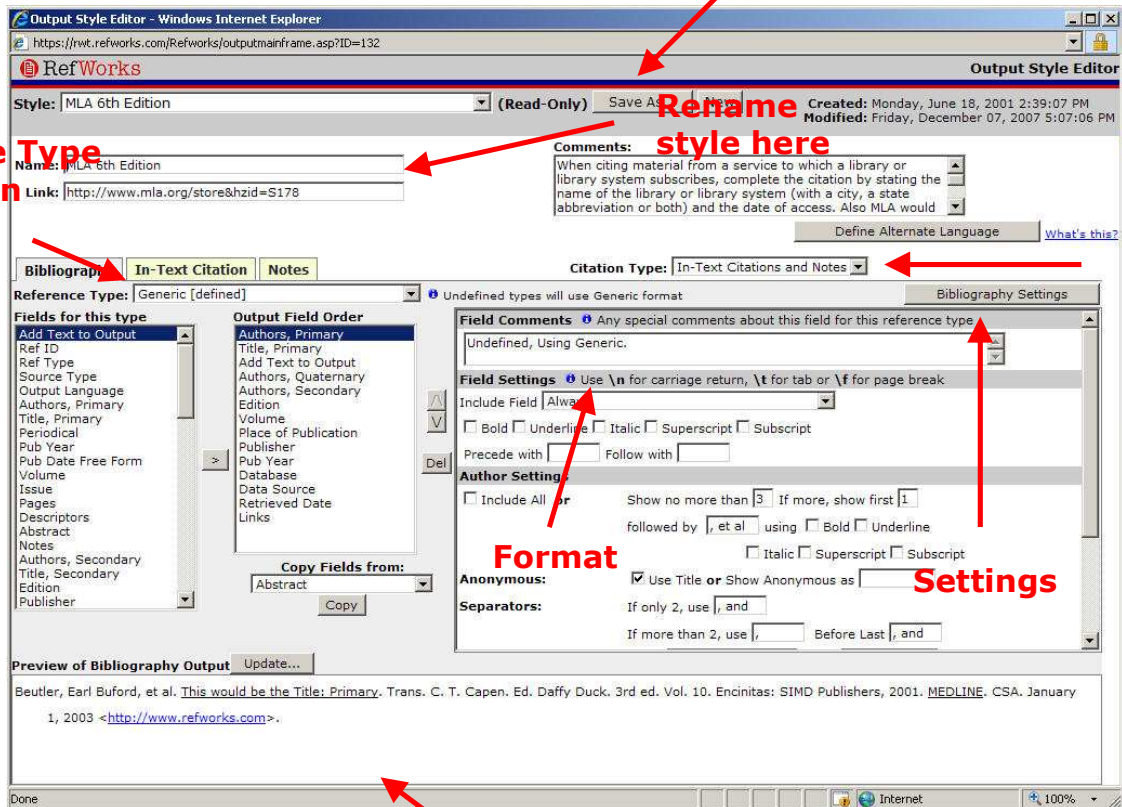 Output Style Editor - Windows Internet Explorer
https://rwt.refworks.com/Refworks/outputmainframe.asp?ID=132
RefWorks
Output Style Editor
Style: MLA 6th Edition (Read-Only) Save As... New
Created: Monday, June 18, 2001 2:39:07 PM
Modified: Friday, December 07, 2007 5:07:06 PM
Rename
style here
e Type
n
Name: MLA 6th Edition
Link: http://www.mla.org/store&hzid=S178
Comments:
When citing material from a service to which a library or
library system subscribes, complete the citation by stating the
name of the library or library system (with a city, a state
abbreviation or both) and the date of access. Also MLA would
Define Alternate Language What's this?
Bibliography In-Text Citation Notes
Citation Type: In-Text Citations and Notes
Reference Type: Generic [defined] Undefined types will use Generic format
Bibliography Settings
Fields for this type
Add Text to Output
Ref ID
Ref Type
Source Type
Output Language
Authors, Primary
Title, Primary
Periodical
Pub Year
Pub Date Free Form
Volume
Issue
Pages
Descriptors
Abstract
Notes
Authors, Secondary
Title, Secondary
Edition
Publisher
>
Output Field Order
Authors, Primary
Title, Primary
Add Text to Output
Authors, Quaternary
Authors, Secondary
Edition
Volume
Place of Publication
Publisher
Pub Year
Database
Data Source
Retrieved Date
Links
Del
Copy Fields from:
Abstract
Copy
Field Comments Any special comments about this field for this reference type
Undefined, Using Generic.
Field Settings Use \n for carriage return, \t for tab or \f for page break
Include Field Always
Bold Underline Italic Superscript Subscript
Precede with Follow with
Author Settings
Include All or Show no more than 3 If more, show first 1
followed by , et al using Bold Underline
Italic Superscript Subscript
Format
Settings
Anonymous: Use Title or Show Anonymous as
Separators: If only 2, use , and
If more than 2, use , Before Last , and
Preview of Bibliography Output Update...
Beutler, Earl Buford, et al. This would be the Title: Primary. Trans. C. T. Capen. Ed. Daffy Duck. 3rd ed. Vol. 10. Encinitas: SIMD Publishers, 2001. MEDLINE. CSA. January
1, 2003 <http://www.refworks.com>.
Done
Internet
100%